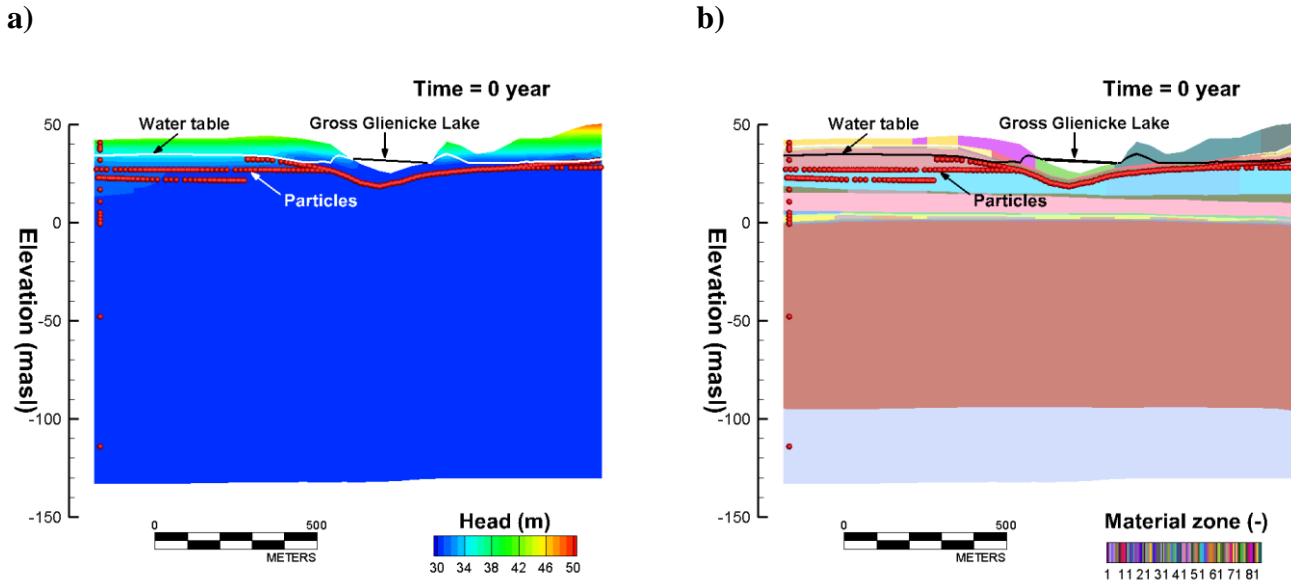 a)
Time = 0 year
Water table
Gross Glienicke Lake
Particles
Elevation (masl)
50
0
-50
-100
-150
0 500
METERS
Head (m)
30 34 38 42 46 50
b)
Time = 0 year
Water table
Gross Glienicke Lake
Particles
Elevation (masl)
50
0
-50
-100
-150
0 500
METERS
Material zone (-)
1 11 21 31 41 51 61 71 81